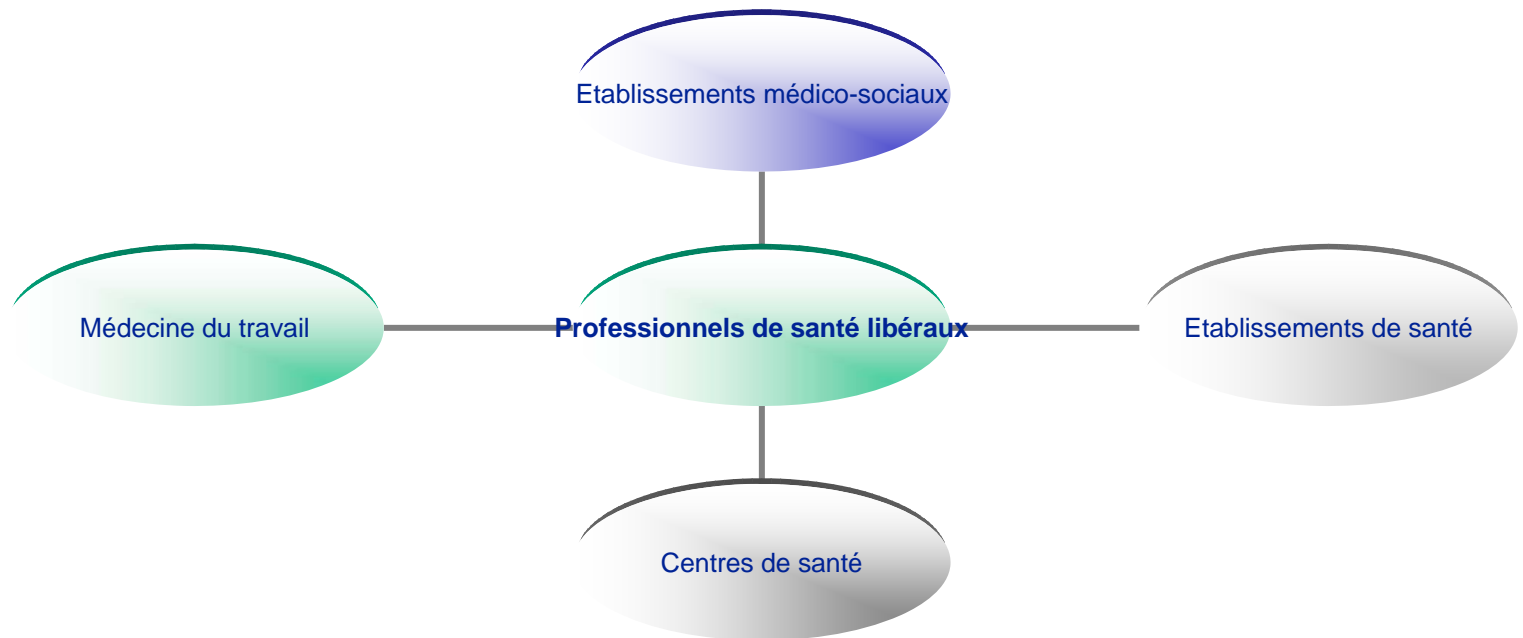 Etablissements médico-sociaux
Médecine du travail
Professionnels de santé libéraux
Etablissements de santé
Centres de santé